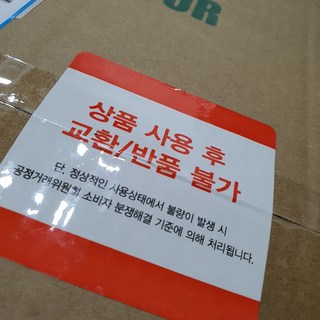 OR
상품 사용 후
교환/반품 불가
단, 정상적인 사용상태에서 불량이 발생 시
공정거래위원회 소비자 분쟁해결 기준에 의해 처리됩니다.